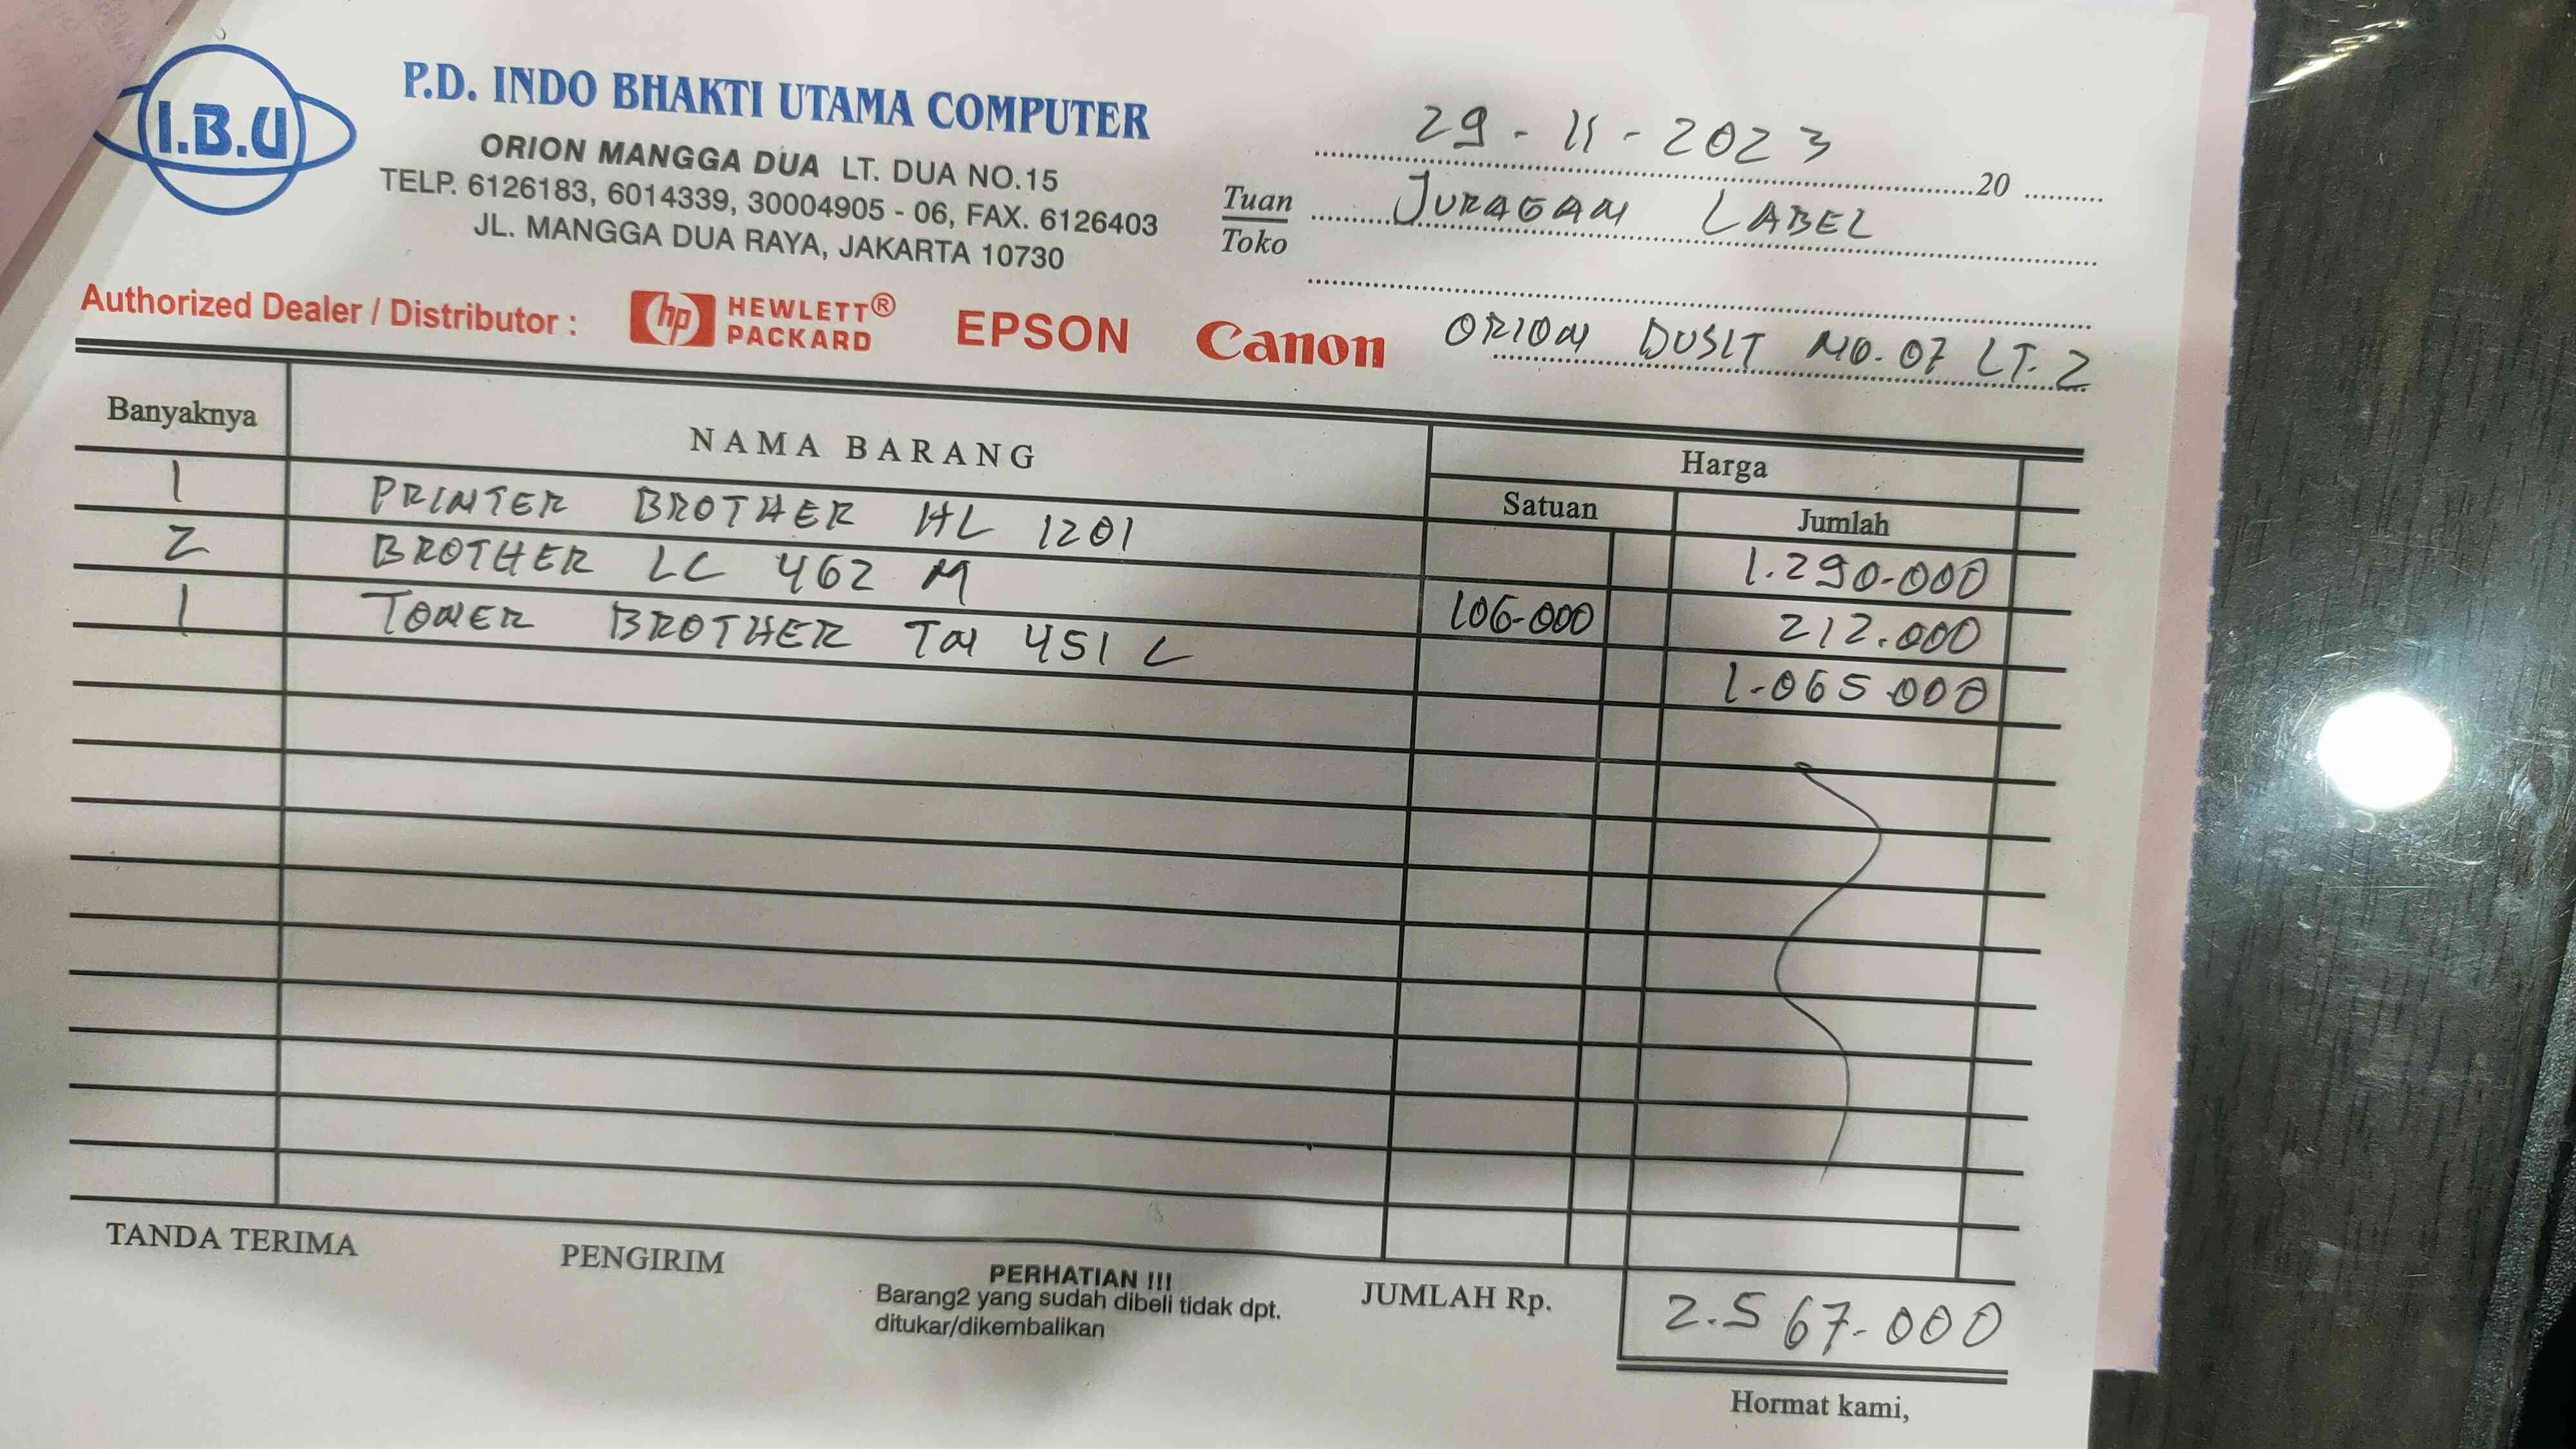 I.B.U
P.D. INDO BHAKTI UTAMA COMPUTER
ORION MANGGA DUA LT. DUA NO.15
TELP. 6126183, 6014339, 30004905 - 06, FAX. 6126403
JL. MANGGA DUA RAYA, JAKARTA 10730
29 - 11 - 2023
20
Tuan
Toko
JURAGAN LABEL
ORION DUSIT NO. 07 LT. 2
Authorized Dealer / Distributor : hp HEWLETT® PACKARD EPSON Canon
Banyaknya NAMA BARANG Harga
Satuan Jumlah
1 PRINTER BROTHER HL 1201 1.290.000
2 BROTHER LC 462 M 106.000 212.000
1 TONER BROTHER TN 451 C 1.065.000
TANDA TERIMA PENGIRIM
PERHATIAN !!!
Barang2 yang sudah dibeli tidak dpt.
ditukar/dikembalikan
JUMLAH Rp. 2.567.000
Hormat kami,